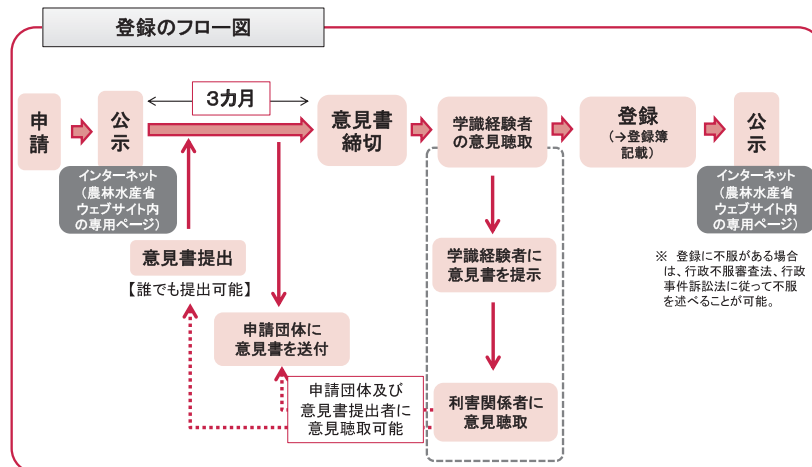 登録のフロー図
3カ月
申
請
公
示
意見書
締切
学識経験者
の意見聴取
登録
(→登録簿
記載)
公
示
インターネット
(農林水産省
ウェブサイト内
の専用ページ)
インターネット
(農林水産省
ウェブサイト内
の専用ページ)
意見書提出
【誰でも提出可能】
学識経験者に
意見書を提示
※ 登録に不服がある場合
は、行政不服審査法、行政
事件訴訟法に従って不服
を述べることが可能。
申請団体に
意見書を送付
申請団体及び
意見書提出者に
意見聴取可能
利害関係者に
意見聴取